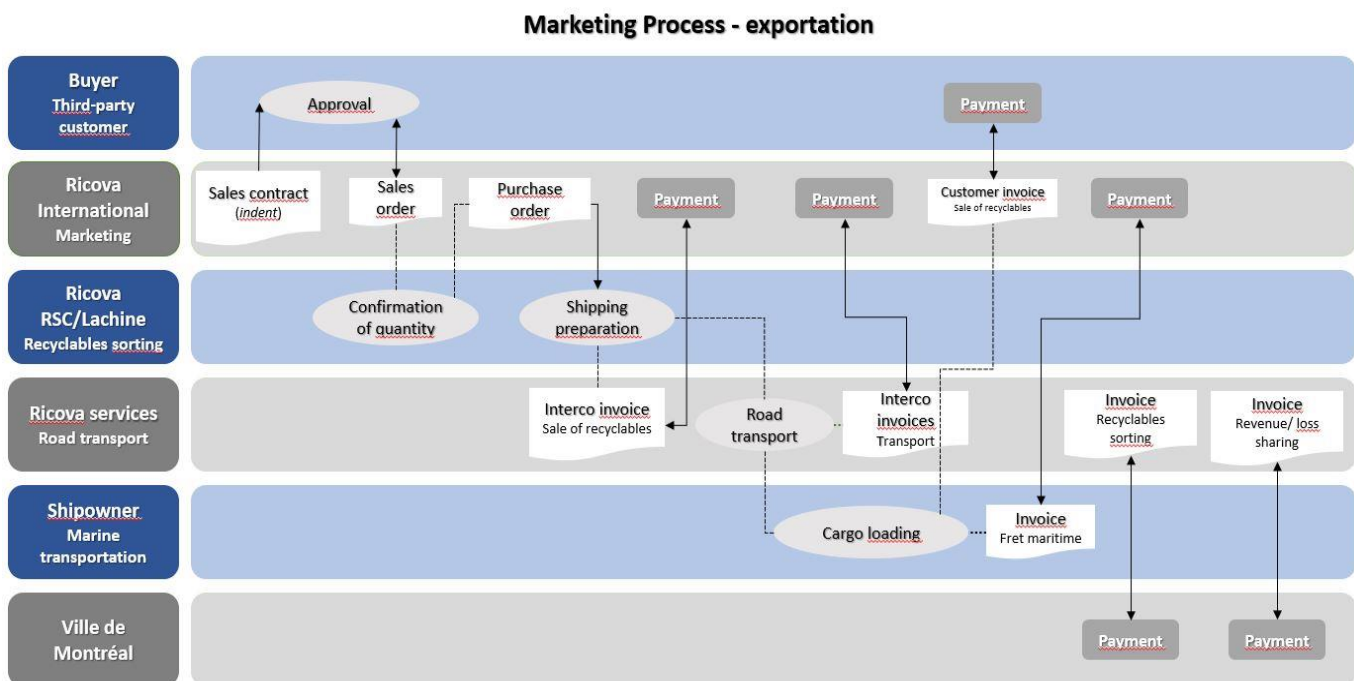 Marketing Process - exportation
Buyer
Third-party
customer
Approval
Payment
Ricova
International
Marketing
Sales contract
(indent)
Sales
order
Purchase
order
Payment
Payment
Customer invoice
Sale of recyclables
Payment
Ricova
RSC/Lachine
Recyclables sorting
Confirmation
of quantity
Shipping
preparation
Ricova services
Road transport
Interco invoice
Sale of recyclables
Road
transport
Interco
invoices
Transport
Invoice
Recyclables
sorting
Invoice
Revenue/ loss
sharing
Shipowner
Marine
transportation
Cargo loading
Invoice
Fret maritime
Ville de
Montréal
Payment
Payment